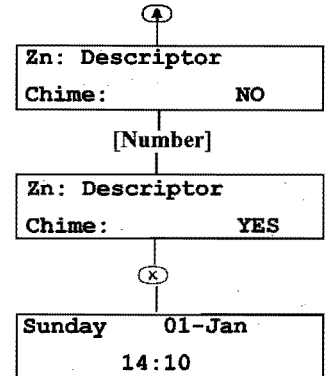 Zn: Descriptor
Chime: NO
[Number]
Zn: Descriptor
Chime: YES
x
Sunday 01-Jan
14:10